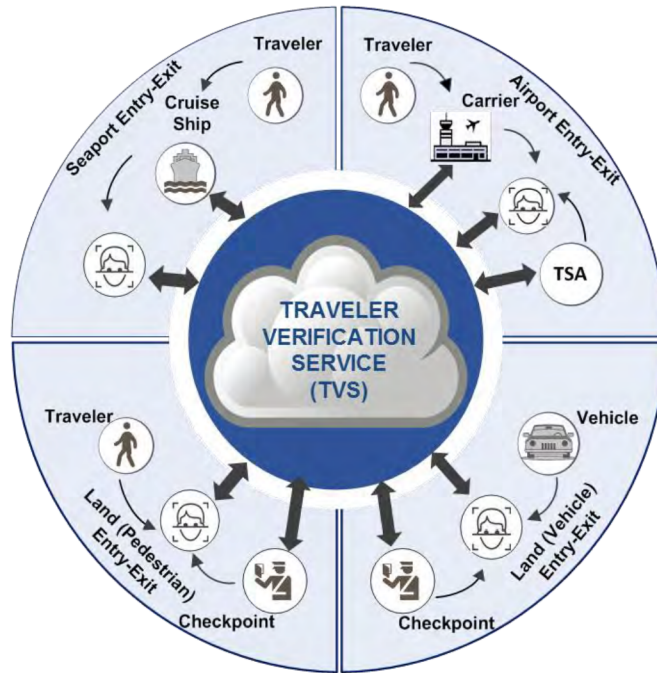 Traveler
Cruise
Ship
Seaport Entry-Exit
Traveler
Carrier
Airport Entry-Exit
TSA
TRAVELER
VERIFICATION
SERVICE
(TVS)
Traveler
Land (Pedestrian)
Entry-Exit
Checkpoint
Vehicle
Land (Vehicle)
Entry-Exit
Checkpoint